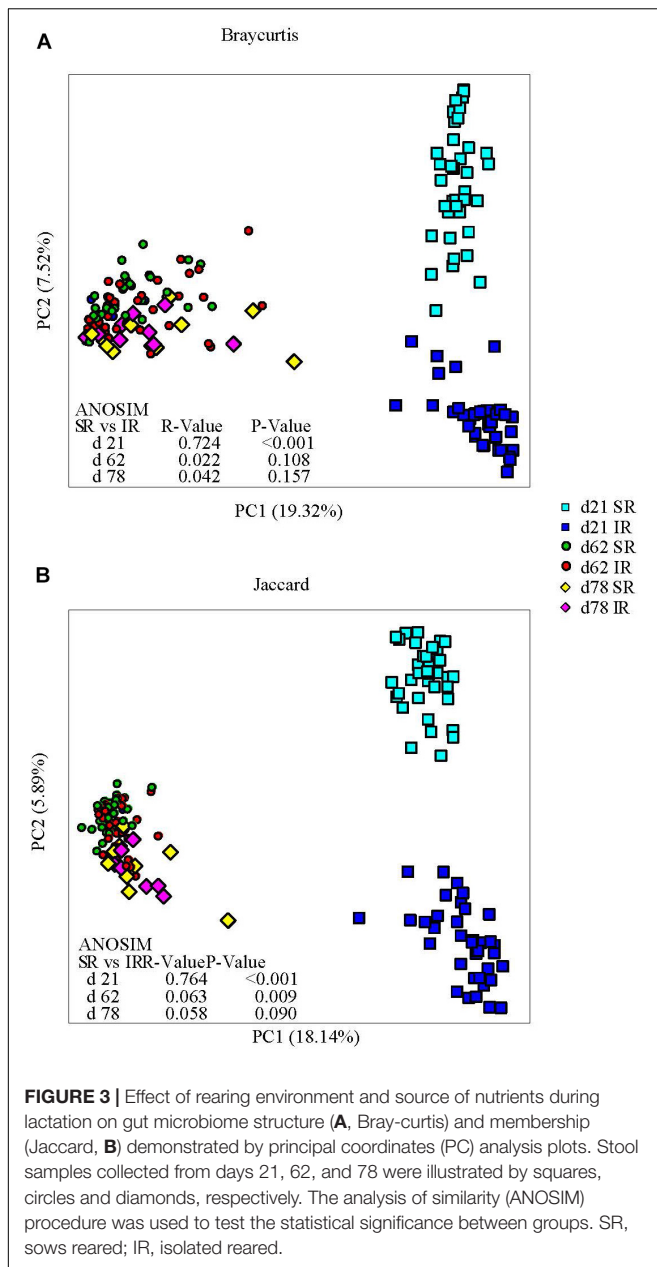 A
Braycurtis
PC2 (7.52%)
ANOSIM
SR vs IR R-Value P-Value
d 21 0.724 <0.001
d 62 0.022 0.108
d 78 0.042 0.157
PC1 (19.32%)
d21 SR
d21 IR
d62 SR
d62 IR
d78 SR
d78 IR
B
Jaccard
PC2 (5.89%)
ANOSIM
SR vs IRR-ValueP-Value
d 21 0.764 <0.001
d 62 0.063 0.009
d 78 0.058 0.090
PC1 (18.14%)
FIGURE 3 | Effect of rearing environment and source of nutrients during
lactation on gut microbiome structure (A, Bray-curtis) and membership
(Jaccard, B) demonstrated by principal coordinates (PC) analysis plots. Stool
samples collected from days 21, 62, and 78 were illustrated by squares,
circles and diamonds, respectively. The analysis of similarity (ANOSIM)
procedure was used to test the statistical significance between groups. SR,
sows reared; IR, isolated reared.